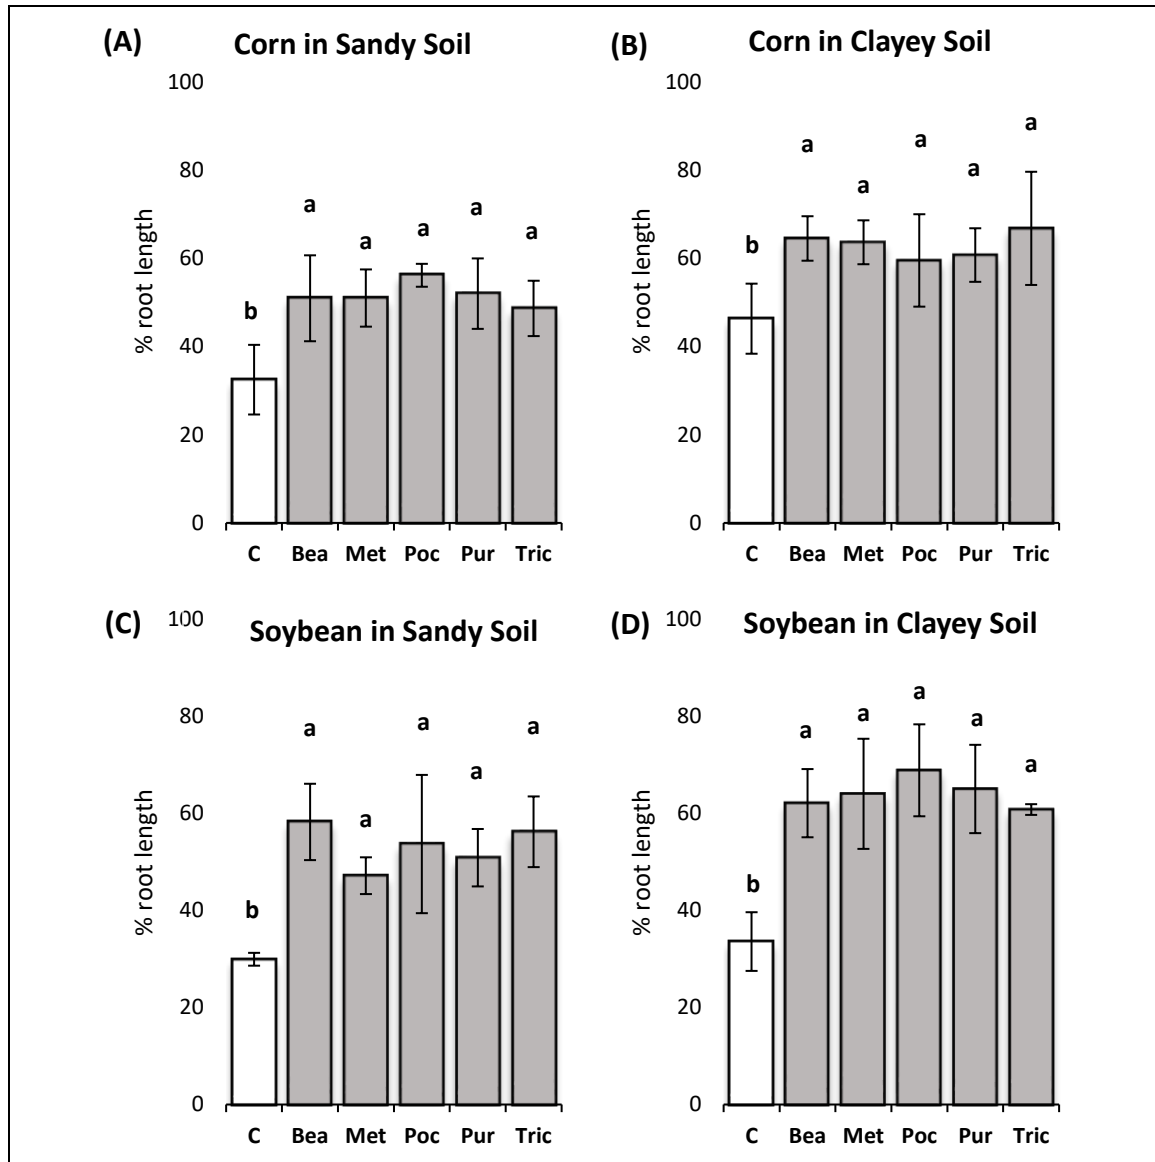 (A) Corn in Sandy Soil
100
80
60
40
20
0
% root length
b a a a a a
C Bea Met Poc Pur Tric
(B) Corn in Clayey Soil
100
80
60
40
20
0
% root length
b a a a a a
C Bea Met Poc Pur Tric
(C) Soybean in Sandy Soil
100
80
60
40
20
0
% root length
b a a a a a
C Bea Met Poc Pur Tric
(D) Soybean in Clayey Soil
100
80
60
40
20
0
% root length
b a a a a a
C Bea Met Poc Pur Tric